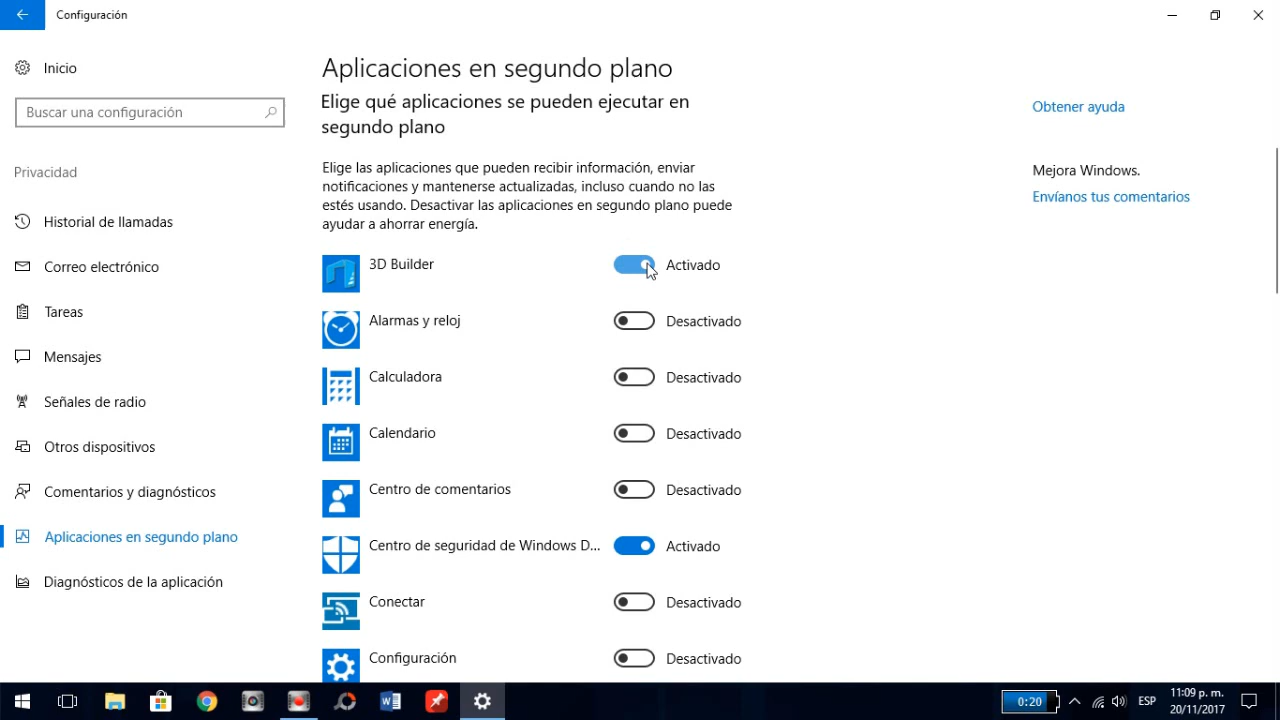 Configuración
Inicio
Buscar una configuración
Privacidad
Historial de llamadas
Correo electrónico
Tareas
Mensajes
Señales de radio
Otros dispositivos
Comentarios y diagnósticos
Aplicaciones en segundo plano
Diagnósticos de la aplicación
Aplicaciones en segundo plano
Elige qué aplicaciones se pueden ejecutar en
segundo plano
Elige las aplicaciones que pueden recibir información, enviar
notificaciones y mantenerse actualizadas, incluso cuando no las
estés usando. Desactivar las aplicaciones en segundo plano puede
ayudar a ahorrar energía.
3D Builder Activado
Alarmas y reloj Desactivado
Calculadora Desactivado
Calendario Desactivado
Centro de comentarios Desactivado
Centro de seguridad de Windows D... Activado
Conectar Desactivado
Configuración Desactivado
Obtener ayuda
Mejora Windows.
Envíanos tus comentarios
0:20
ESP
11:09 p. m.
20/11/2017